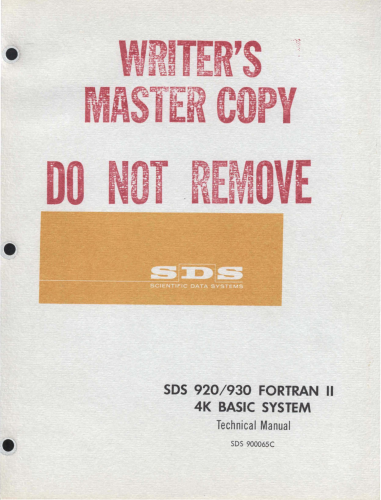 WRITER'S
MASTER COPY
DO NOT REMOVE
SDS
SCIENTIFIC DATA SYSTEMS
SDS 920/930 FORTRAN II
4K BASIC SYSTEM
Technical Manual
SDS 900065C